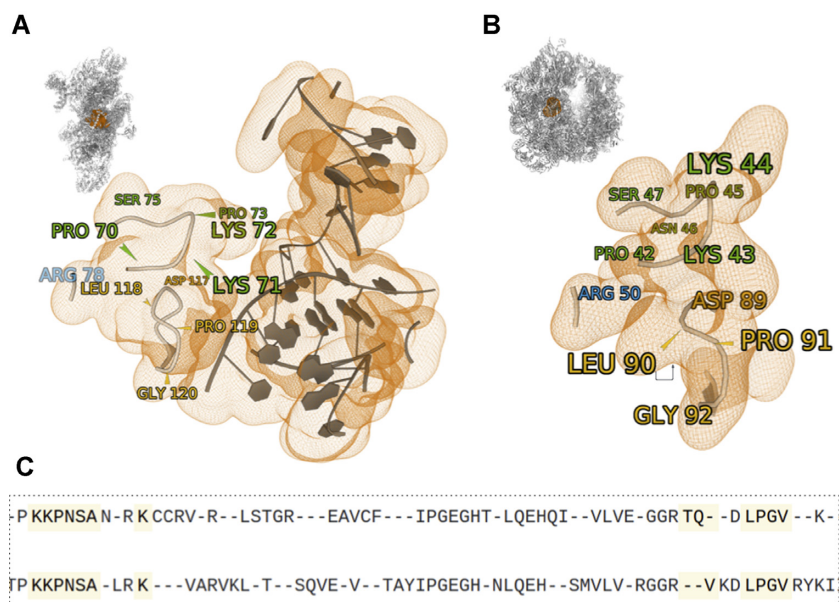 A
B
SER 75
PRO 73
PRO 70
LYS 72
ARG 78
ASP 117
LEU 118
LYS 71
PRO 119
GLY 120
LYS 44
SER 47
PRO 45
ASN 46
PRO 42
LYS 43
ARG 50
ASP 89
PRO 91
LEU 90
GLY 92
C
-P KKPNSAN-RKCCRV-R--LSTGR---EAVCF---IPGEGHT-LQEHQI--VLVE-GGRTQ--DLPGV--K-
TP KKPNSA-LRK---VARVKL-T--SQVE-V--TAYIPGEGH-NLQEH--SMVLV-RGGR--VKDLPGVRYKI